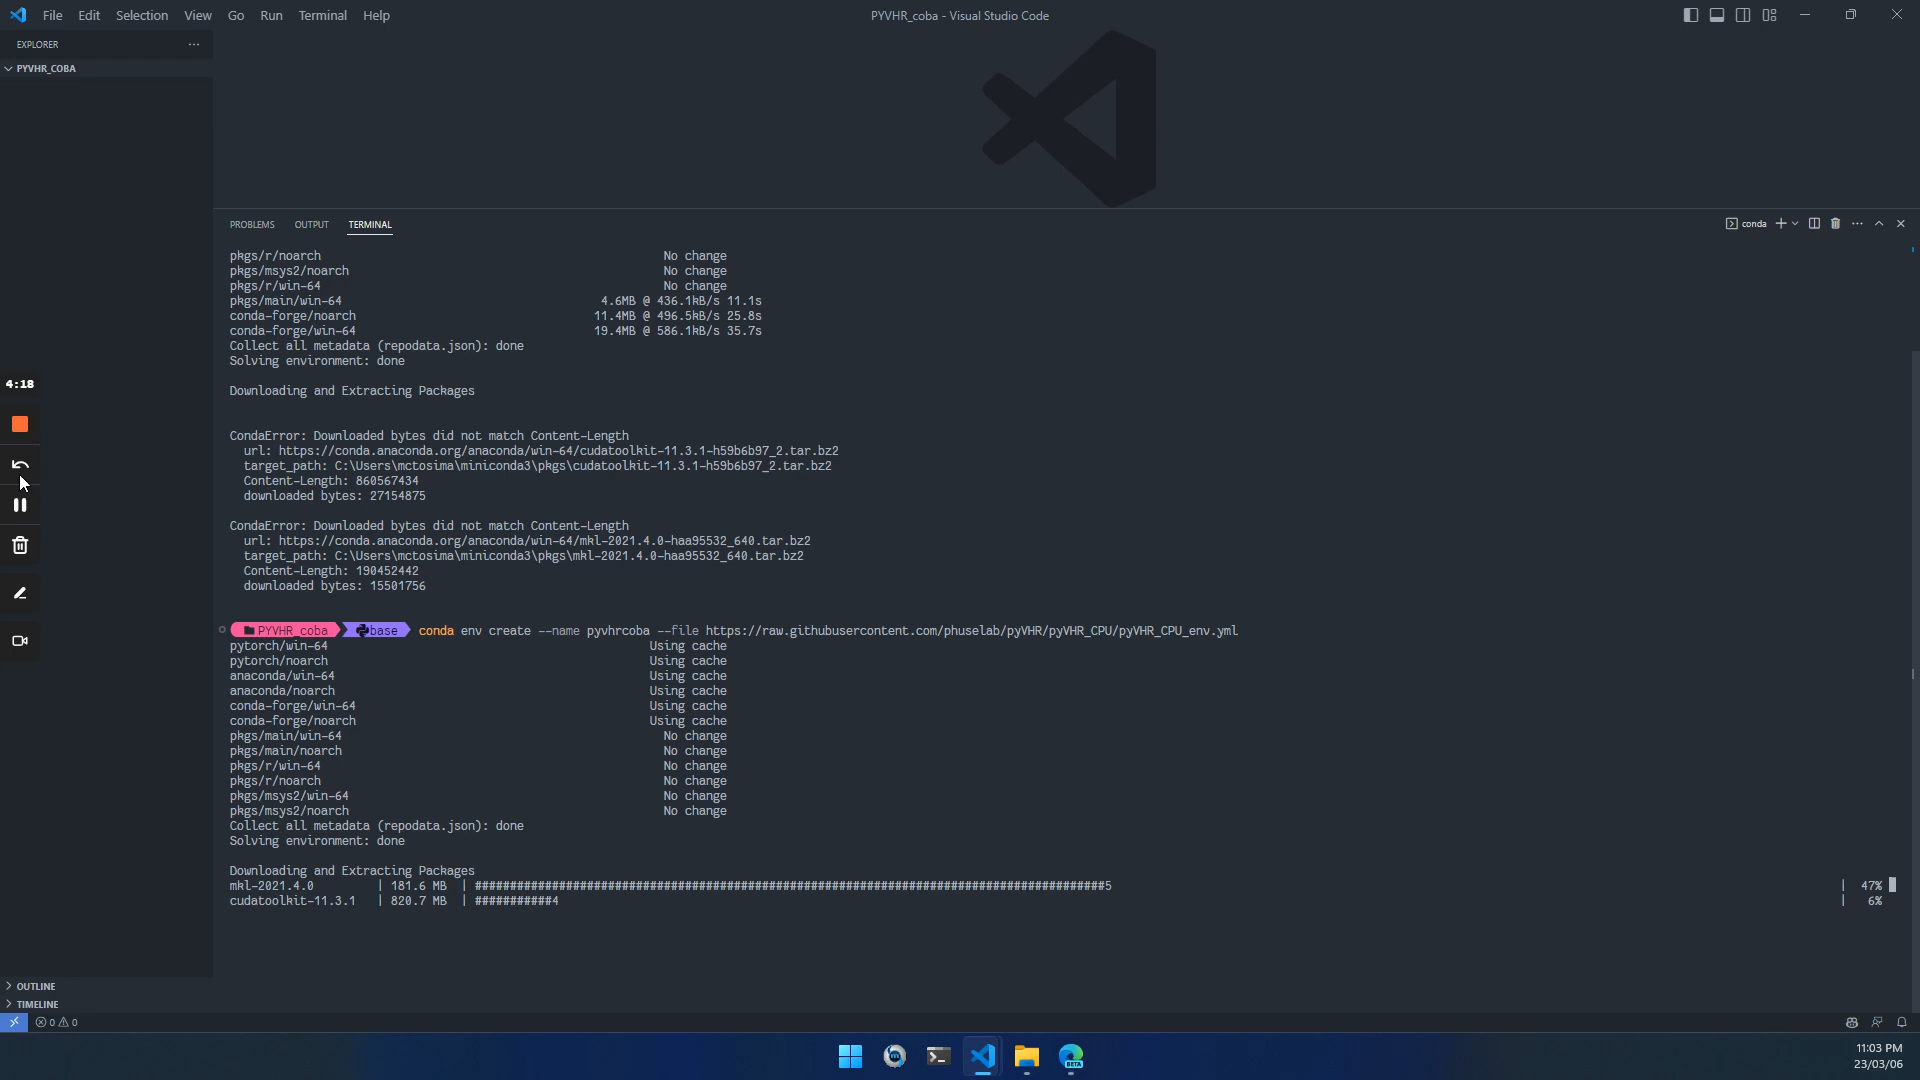 File Edit Selection View Go Run Terminal Help
PYVHR_coba - Visual Studio Code
EXPLORER
PYVHR_COBA
PROBLEMS OUTPUT TERMINAL
conda
pkgs/r/noarch No change
pkgs/msys2/noarch No change
pkgs/r/win-64 No change
pkgs/main/win-64 4.6MB @ 436.1kB/s 11.1s
conda-forge/noarch 11.4MB @ 496.5kB/s 25.8s
conda-forge/win-64 19.4MB @ 586.1kB/s 35.7s
Collect all metadata (repodata.json): done
Solving environment: done
Downloading and Extracting Packages
CondaError: Downloaded bytes did not match Content-Length
url: https://conda.anaconda.org/anaconda/win-64/cudatoolkit-11.3.1-h59b6b97_2.tar.bz2
target_path: C:\Users\mctosima\miniconda3\pkgs\cudatoolkit-11.3.1-h59b6b97_2.tar.bz2
Content-Length: 860567434
downloaded bytes: 27154875
CondaError: Downloaded bytes did not match Content-Length
url: https://conda.anaconda.org/anaconda/win-64/mkl-2021.4.0-haa95532_640.tar.bz2
target_path: C:\Users\mctosima\miniconda3\pkgs\mkl-2021.4.0-haa95532_640.tar.bz2
Content-Length: 190452442
downloaded bytes: 15501756
PYVHR_coba base conda env create --name pyvhrcoba --file https://raw.githubusercontent.com/phuselab/pyVHR/pyVHR_CPU/pyVHR_CPU_env.yml
pytorch/win-64 Using cache
pytorch/noarch Using cache
anaconda/win-64 Using cache
anaconda/noarch Using cache
conda-forge/win-64 Using cache
conda-forge/noarch Using cache
pkgs/main/win-64 No change
pkgs/main/noarch No change
pkgs/r/win-64 No change
pkgs/r/noarch No change
pkgs/msys2/win-64 No change
pkgs/msys2/noarch No change
Collect all metadata (repodata.json): done
Solving environment: done
Downloading and Extracting Packages
mkl-2021.4.0 | 181.6 MB | ##########################################################################################5 | 47%
cudatoolkit-11.3.1 | 820.7 MB | ###########4 | 6%
4:18
OUTLINE
TIMELINE
0 0
BETA
11:03 PM
23/03/06